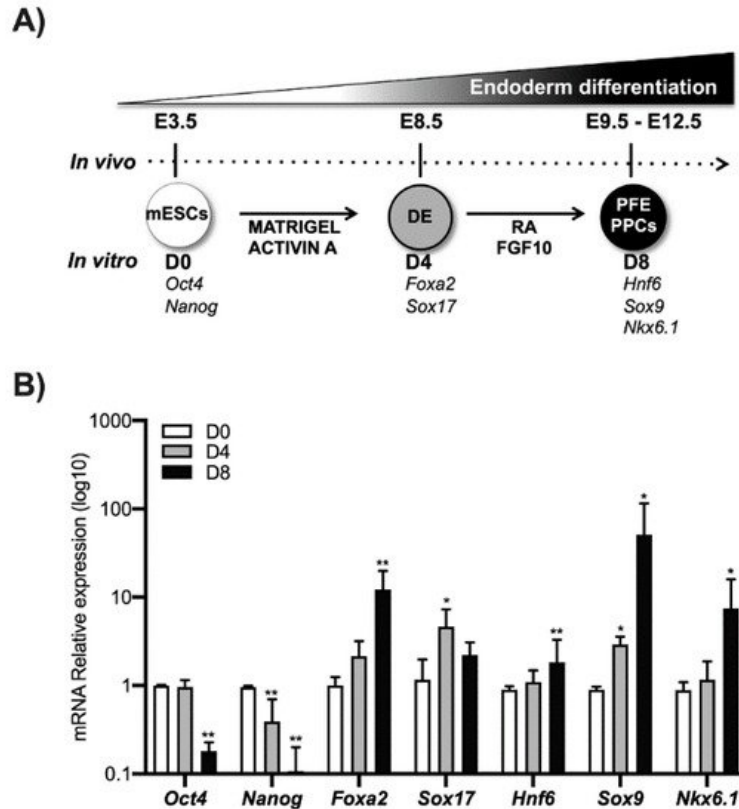 A)
Endoderm differentiation
E3.5 E8.5 E9.5 - E12.5
In vivo
mESCs DE PFE
PPCs
MATRIGEL
ACTIVIN A
RA
FGF10
In vitro
D0 D4 D8
Oct4 Foxa2 Hnf6
Nanog Sox17 Sox9
Nkx6.1
B)
mRNA Relative expression (log10)
1000
100
10
1
0.1
D0
D4
D8
** ** ** ** * ** * * *
Oct4 Nanog Foxa2 Sox17 Hnf6 Sox9 Nkx6.1